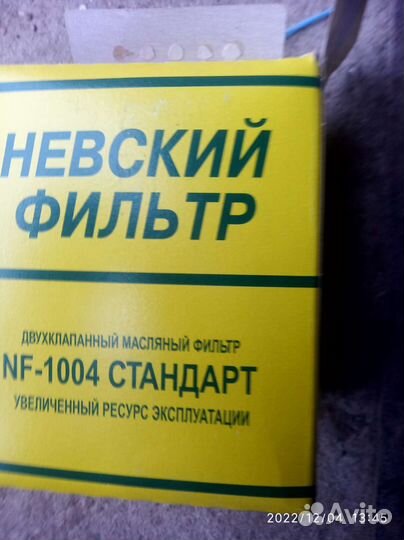 НЕВСКИЙ
ФИЛЬТР
ДВУХКЛАПАННЫЙ МАСЛЯНЫЙ ФИЛЬТР
NF-1004 СТАНДАРТ
УВЕЛИЧЕННЫЙ РЕСУРС ЭКСПЛУАТАЦИИ
2022/12/04 13:45
Avito